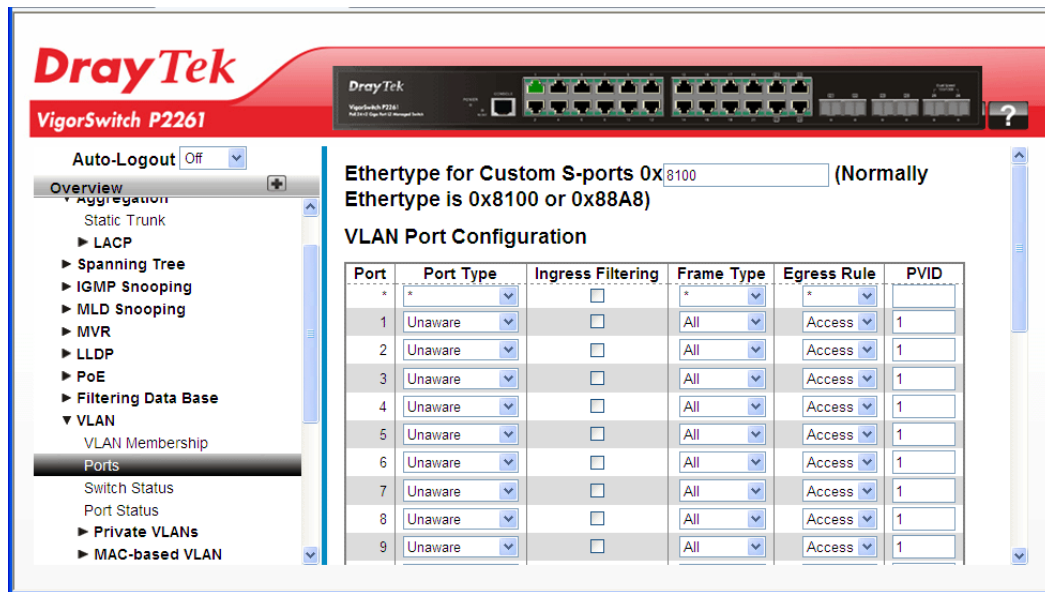 DrayTek
VigorSwitch P2261
DrayTek
VigorSwitch P2261
?
Auto-Logout Off
Overview
Aggregation
Static Trunk
LACP
Spanning Tree
IGMP Snooping
MLD Snooping
MVR
LLDP
PoE
Filtering Data Base
VLAN
VLAN Membership
Ports
Switch Status
Port Status
Private VLANs
MAC-based VLAN
Ethertype for Custom S-ports 0x 8100 (Normally
Ethertype is 0x8100 or 0x88A8)
VLAN Port Configuration
Port Port Type Ingress Filtering Frame Type Egress Rule PVID
* * * *
1 Unaware All Access 1
2 Unaware All Access 1
3 Unaware All Access 1
4 Unaware All Access 1
5 Unaware All Access 1
6 Unaware All Access 1
7 Unaware All Access 1
8 Unaware All Access 1
9 Unaware All Access 1